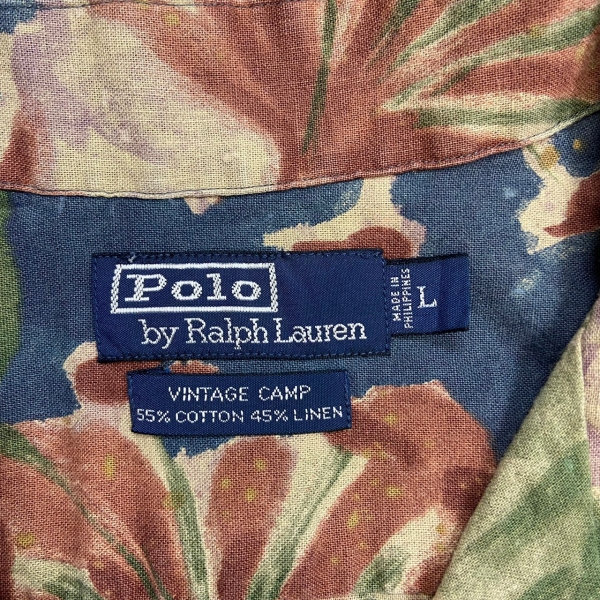 Polo
by Ralph Lauren
MADE IN
PHILIPPINES
L
VINTAGE CAMP
55% COTTON 45% LINEN